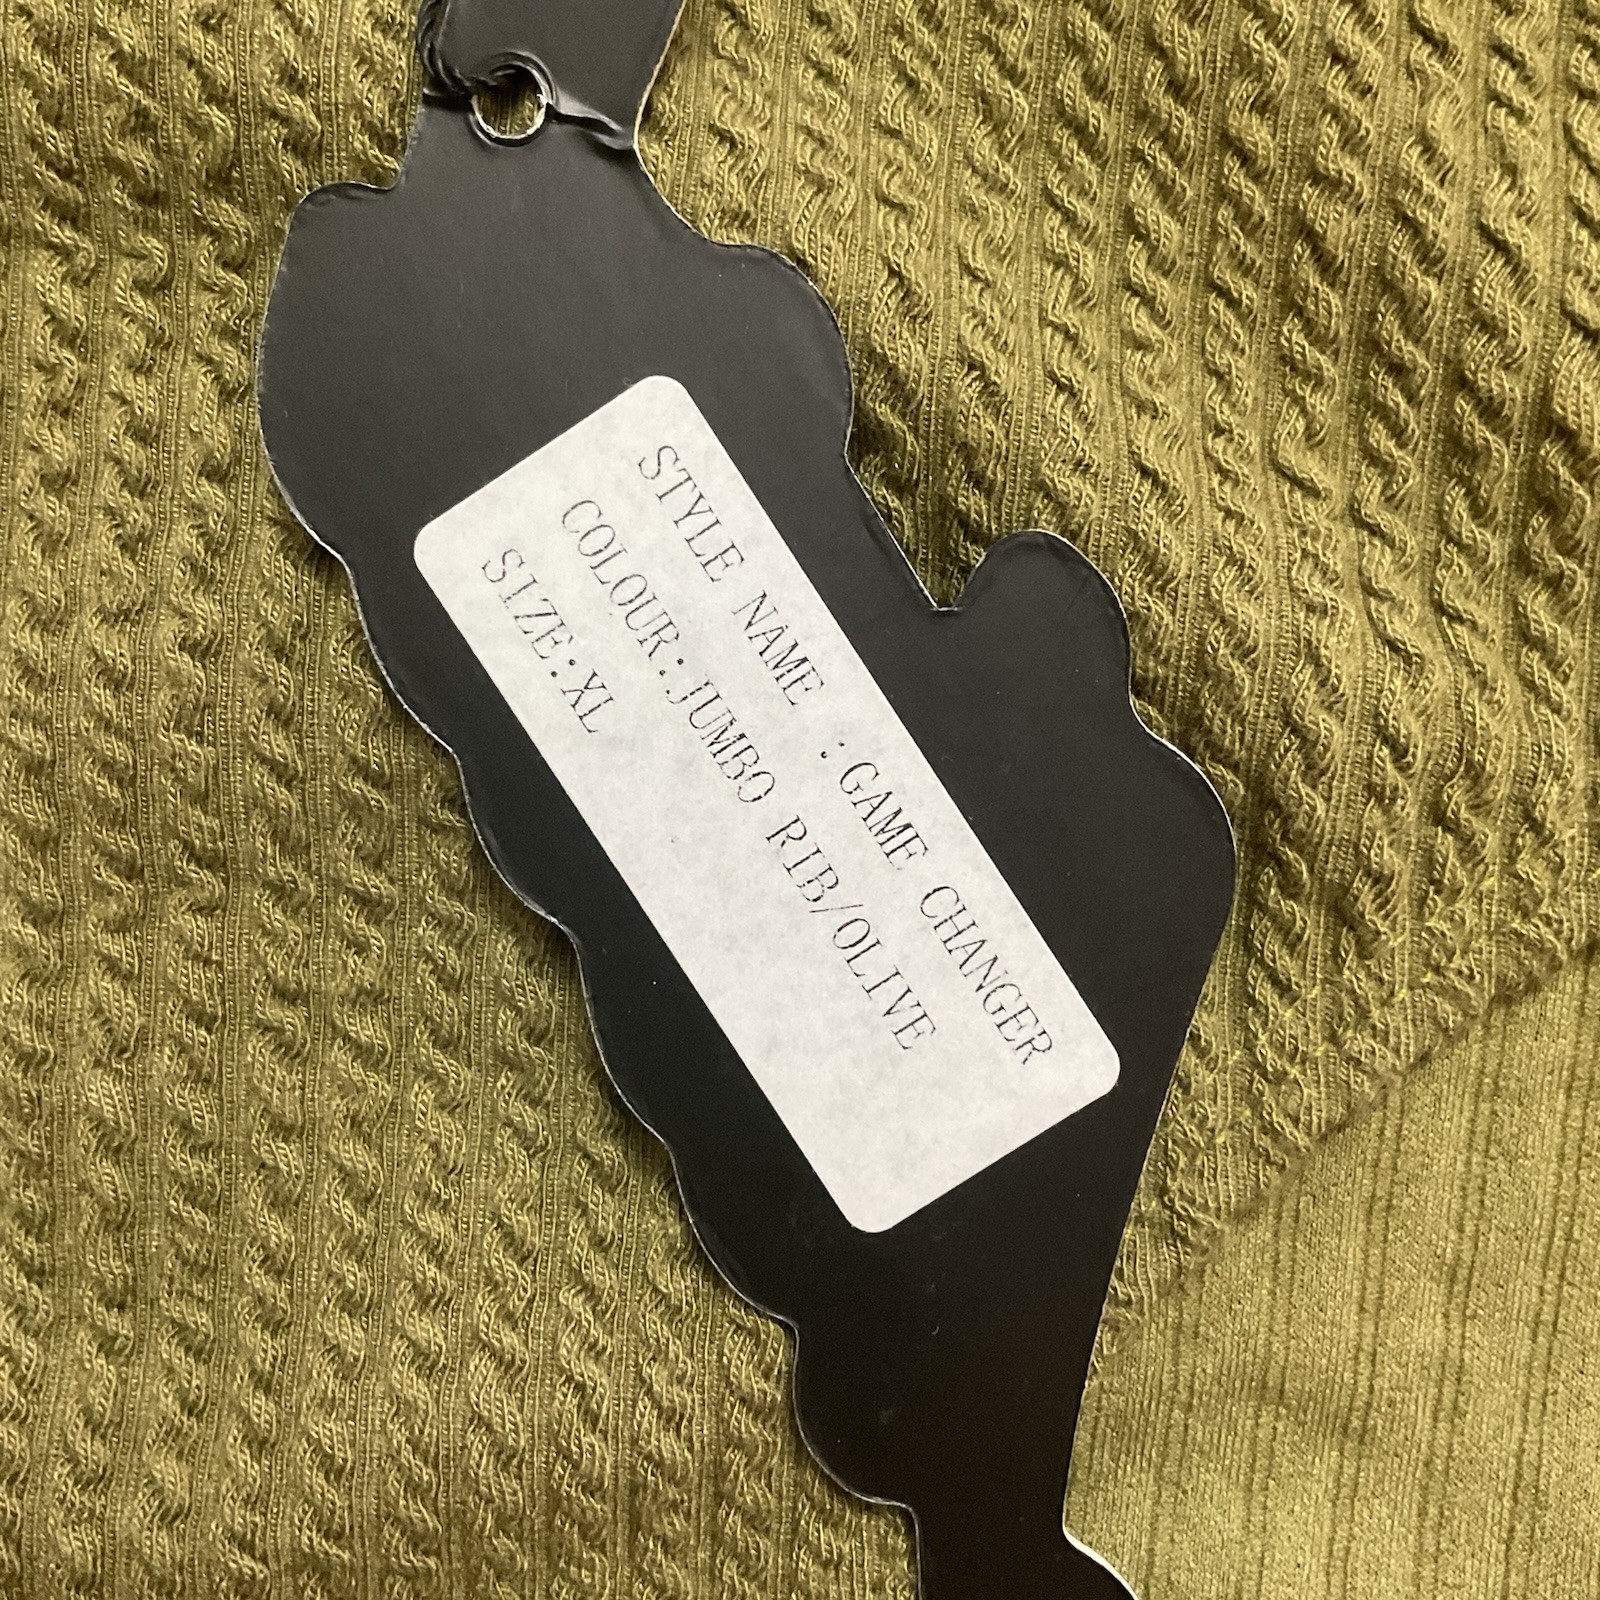 STYLE NAME :GAME CHANGER
COLOUR:JUMBO RIB/OLIVE
SIZE:XL